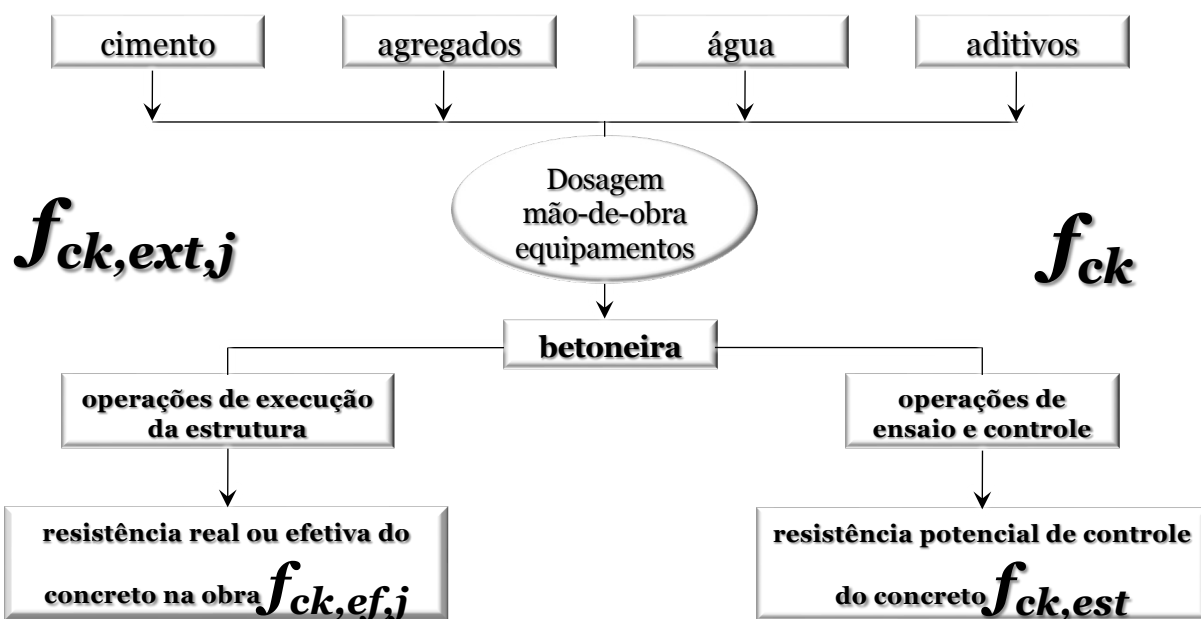 cimento
agregados
água
aditivos
Dosagem
mão-de-obra
equipamentos
fck,ext,j
fck
betoneira
operações de execução
da estrutura
operações de
ensaio e controle
resistência real ou efetiva do
concreto na obra fck,ef,j
resistência potencial de controle
do concreto fck,est